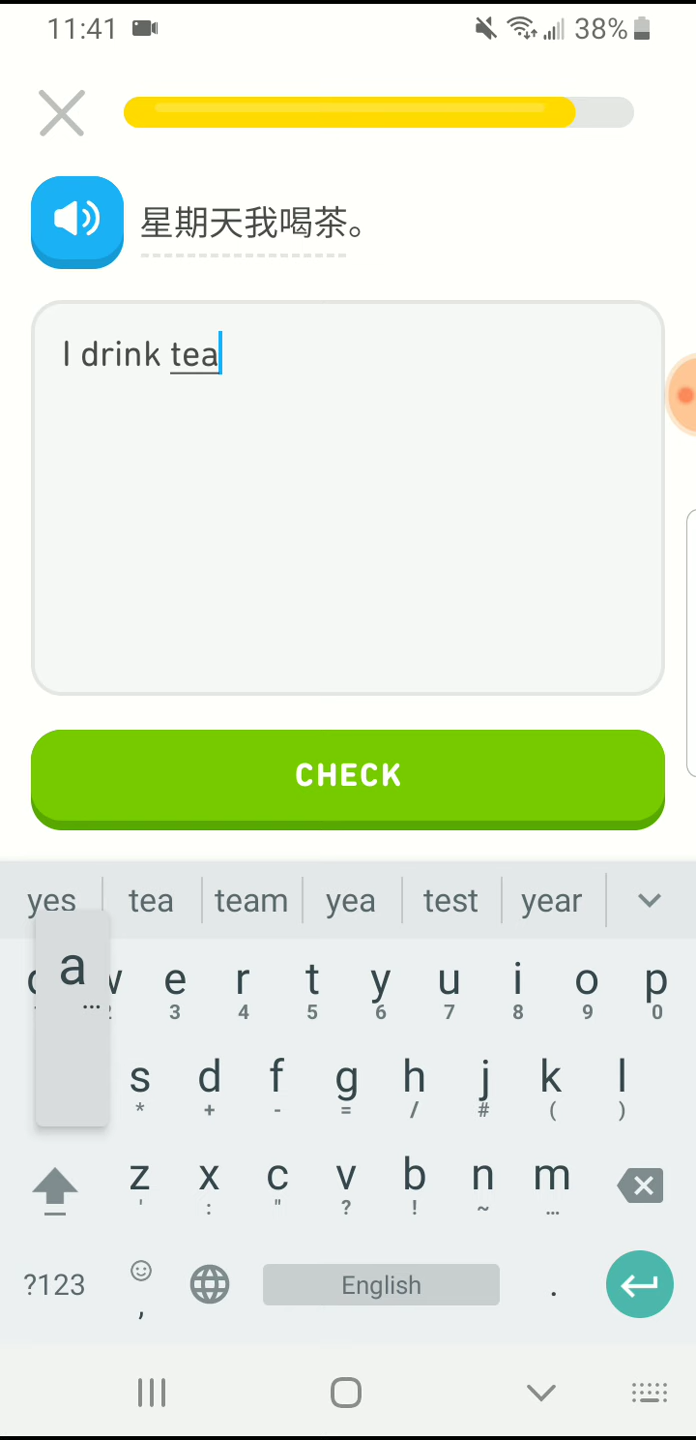 11:41 38%
星期天我喝茶。
I drink tea
CHECK
yes tea team yea test year
a
...
e r t y u i o p
3 4 5 6 7 8 9 0
s d f g h j k l
* + - = / # ( )
z x c v b n m
' : " ? ! ~ …
?123 , English .